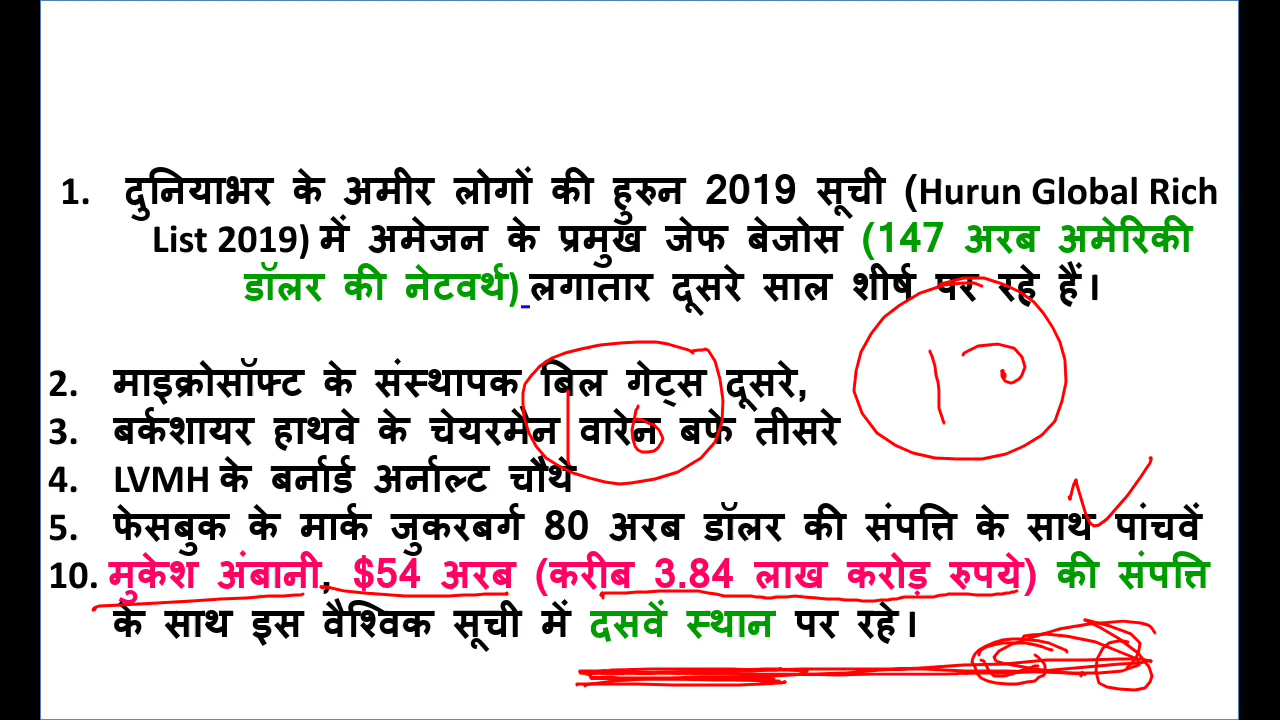 1. दुनियाभर के अमीर लोगों की हुरुन 2019 सूची (Hurun Global Rich
List 2019) में अमेजन के प्रमुख जेफ बेजोस (147 अरब अमेरिकी
डॉलर की नेटवर्थ) लगातार दूसरे साल शीर्ष पर रहे हैं।
2. माइक्रोसॉफ्ट के संस्थापक बिल गेट्स दूसरे,
3. बर्कशायर हाथवे के चेयरमैन वारेन बफे तीसरे
4. LVMH के बर्नार्ड अर्नाल्ट चौथे
5. फेसबुक के मार्क जुकरबर्ग 80 अरब डॉलर की संपत्ति के साथ पांचवें
10. मुकेश अंबानी, $54 अरब (करीब 3.84 लाख करोड़ रुपये) की संपत्ति
के साथ इस वैश्विक सूची में दसवें स्थान पर रहे।